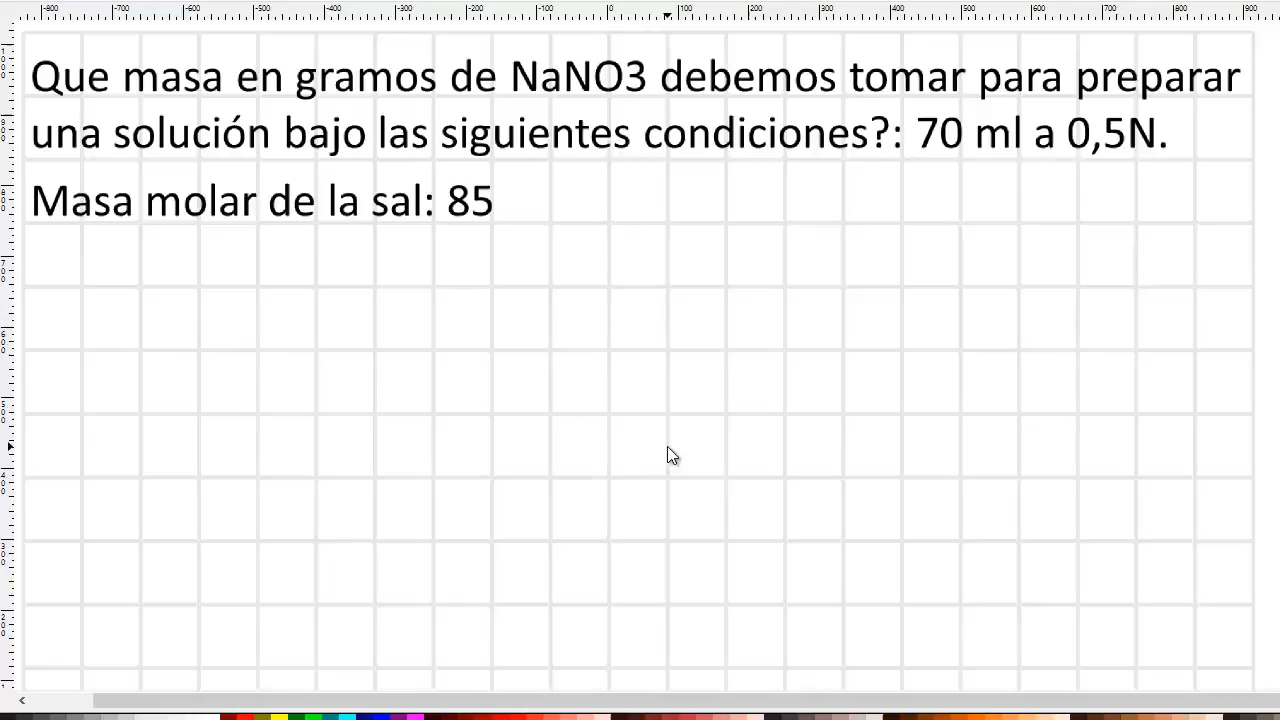 Que masa en gramos de NaNO3 debemos tomar para preparar
una solución bajo las siguientes condiciones?: 70 ml a 0,5N.
Masa molar de la sal: 85